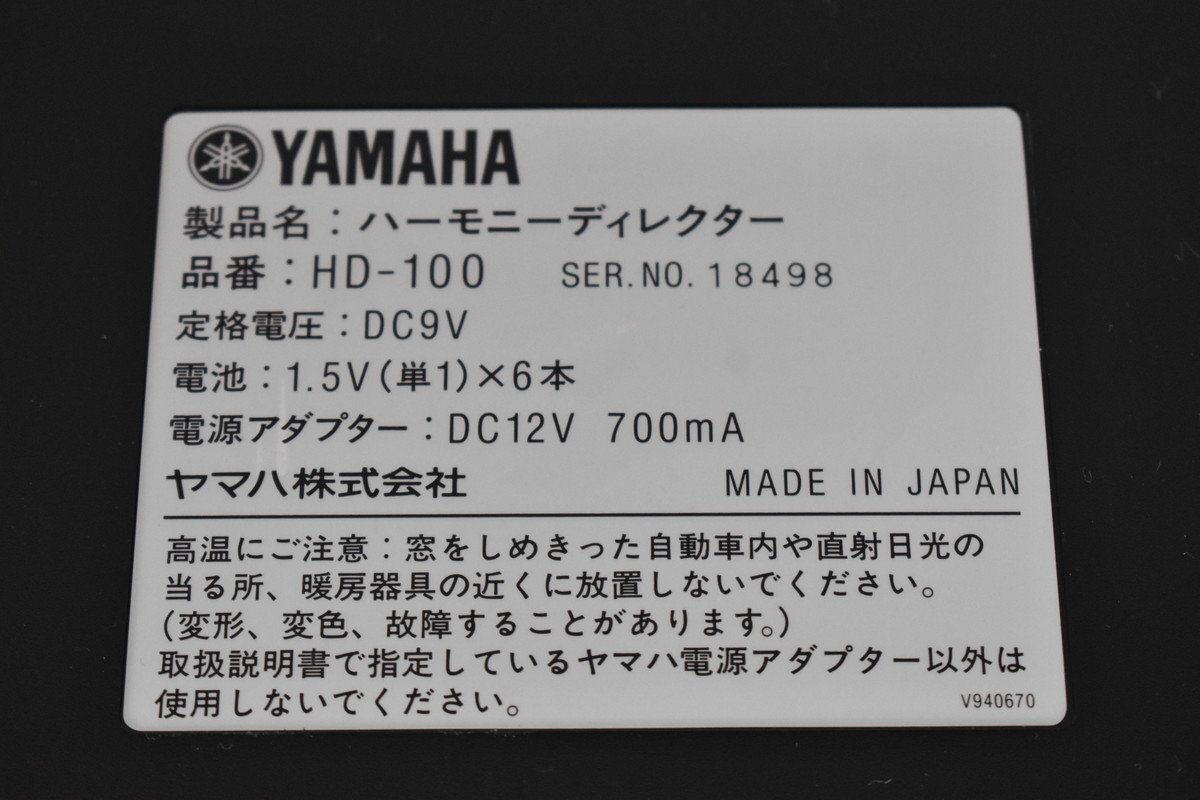 YAMAHA
製品名：ハーモニーディレクター
品番：HD-100 SER.NO. 18498
定格電圧：DC9V
電池：1.5V(単1)×6本
電源アダプター：DC12V 700mA
ヤマハ株式会社 MADE IN JAPAN
高温にご注意：窓をしめきった自動車内や直射日光の
当る所、暖房器具の近くに放置しないでください。
(変形、変色、故障することがあります。)
取扱説明書で指定しているヤマハ電源アダプター以外は
使用しないでください。 V940670